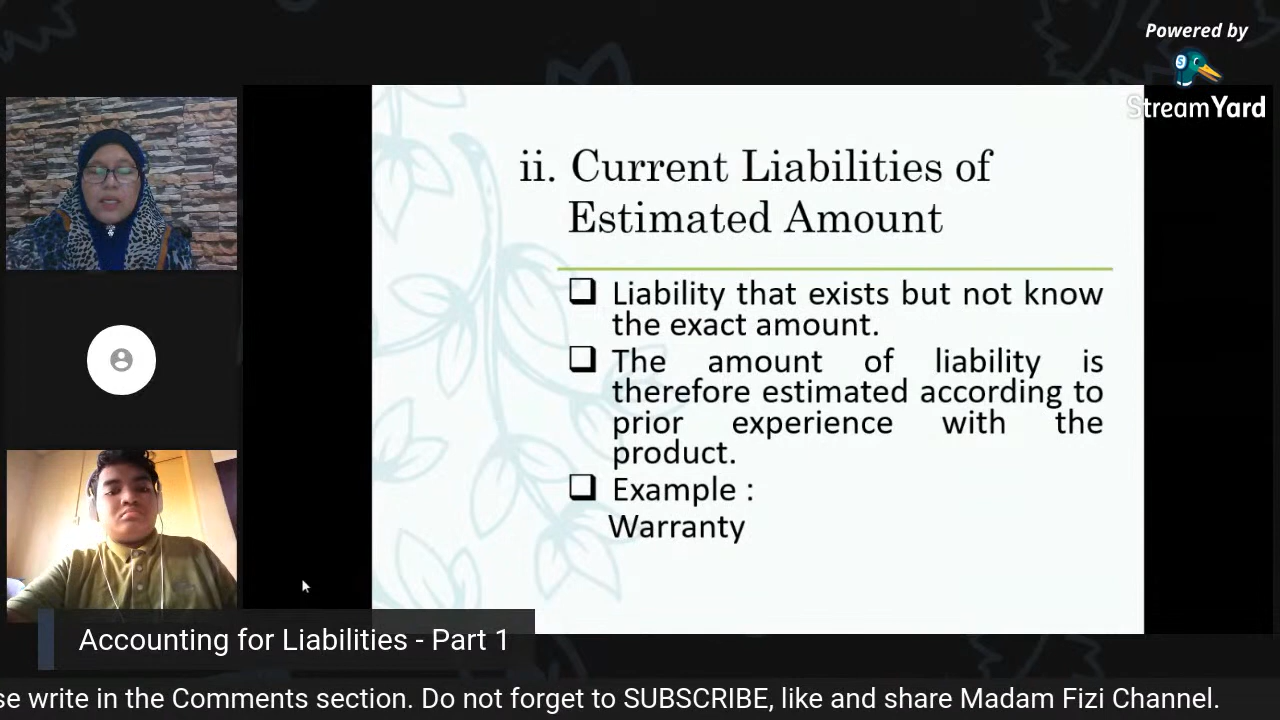 Powered by
StreamYard
ii. Current Liabilities of
Estimated Amount
❑ Liability that exists but not know
the exact amount.
❑ The amount of liability is
therefore estimated according to
prior experience with the
product.
❑ Example :
Warranty
Accounting for Liabilities - Part 1
se write in the Comments section. Do not forget to SUBSCRIBE, like and share Madam Fizi Channel.